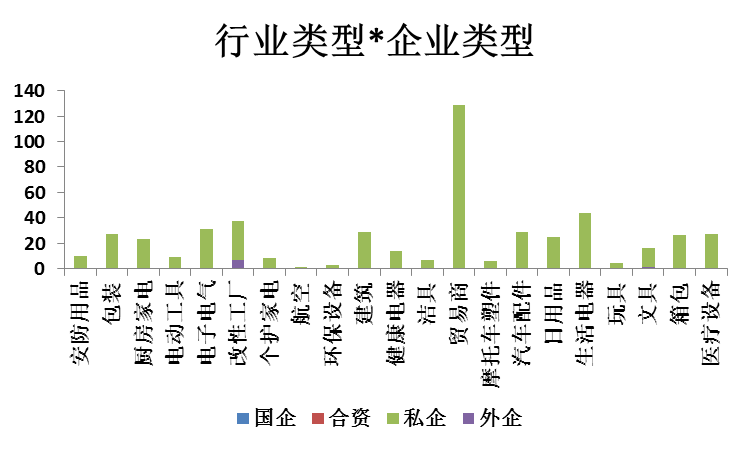 行业类型*企业类型
140
120
100
80
60
40
20
0
安防用品
包装
厨房家电
电动工具
电子电气
改性工厂
个护家电
航空
环保设备
建筑
健康电器
洁具
贸易商
摩托车塑件
汽车配件
日用品
生活电器
玩具
文具
箱包
医疗设备
国企 合资 私企 外企